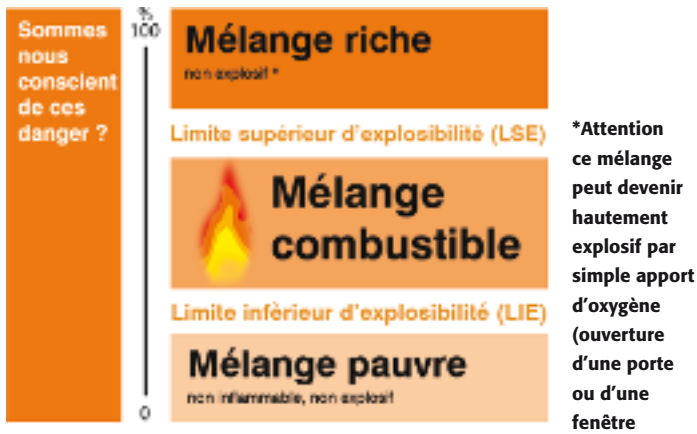 Sommes
nous
conscient
de ces
danger ?
%
100
0
Mélange riche
non explosif *
Limite supérieur d'explosibilité (LSE)
Mélange
combustible
Limite infèrieur d'explosibilité (LIE)
Mélange pauvre
non inflammable, non explosif
*Attention
ce mélange
peut devenir
hautement
explosif par
simple apport
d'oxygène
(ouverture
d'une porte
ou d'une
fenêtre